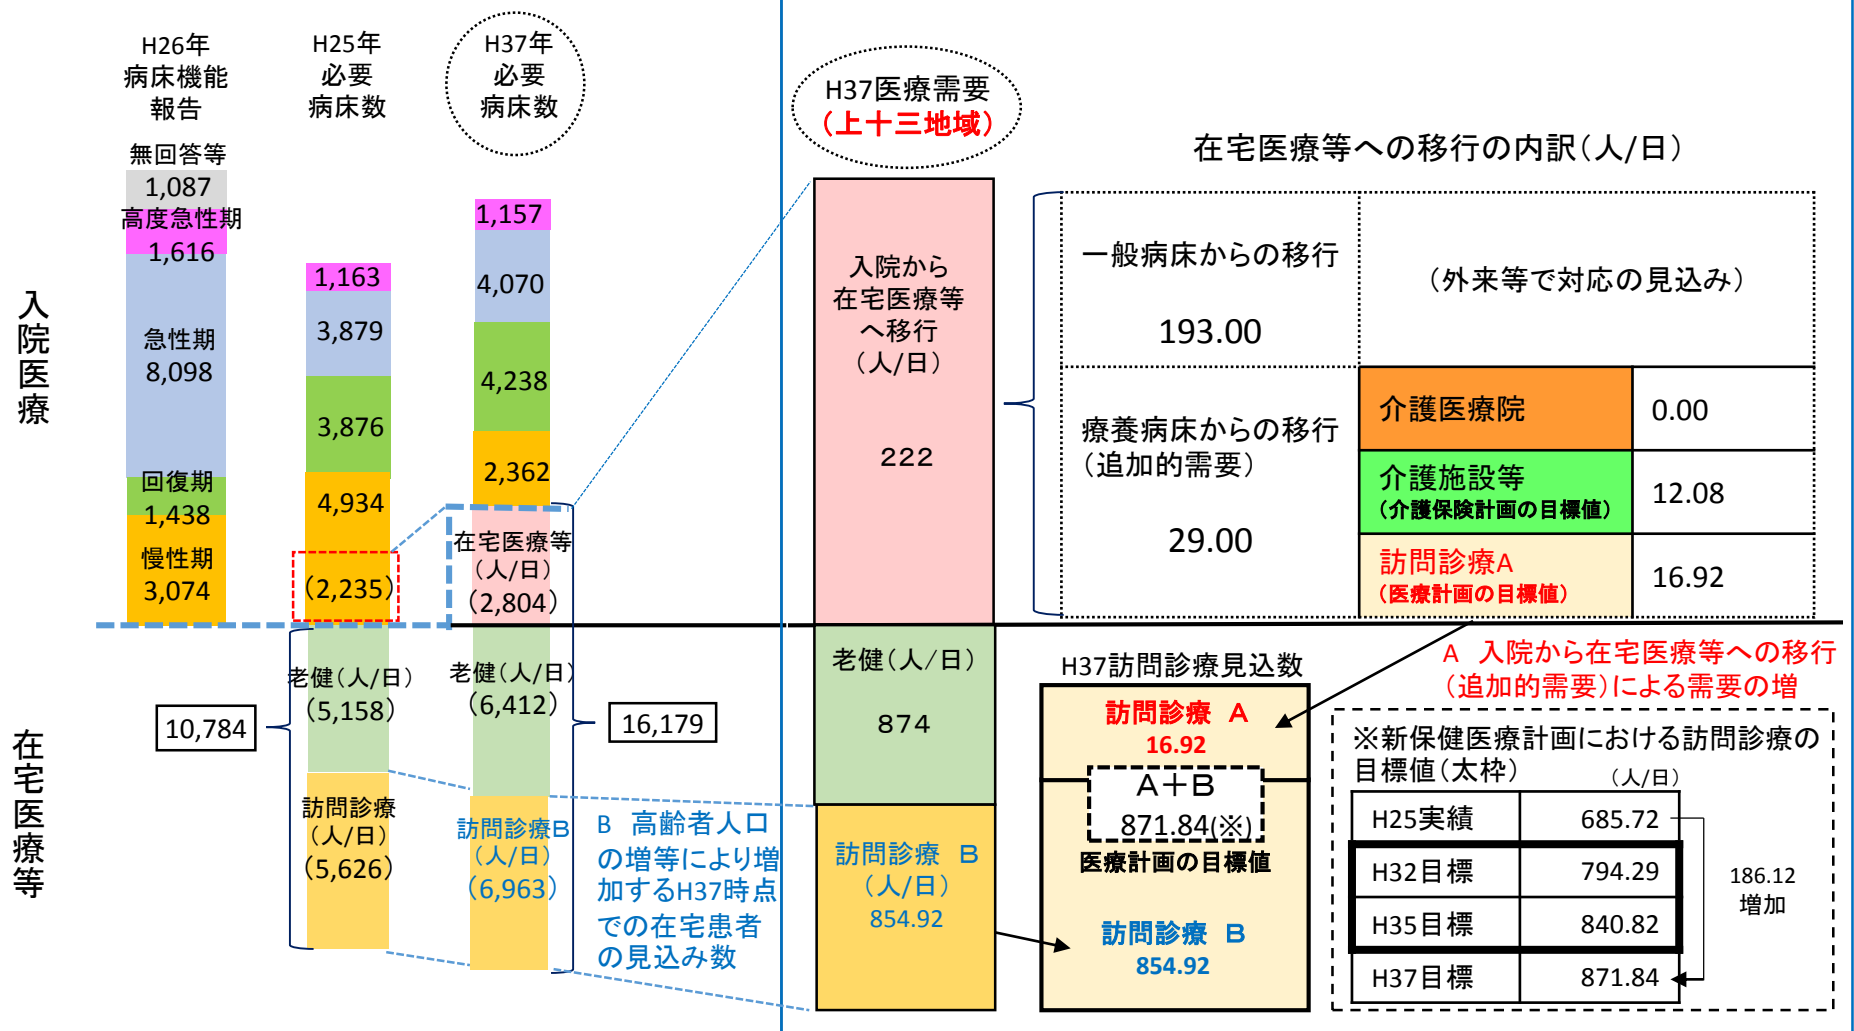 H26年
病床機能
報告
H25年
必要
病床数
H37年
必要
病床数
無回答等
1,087
高度急性期
1,616
急性期
8,098
回復期
1,438
慢性期
3,074
1,163
3,879
3,876
4,934
(2,235)
1,157
4,070
4,238
2,362
在宅医療等
(人/日)
(2,804)
入院医療
在宅医療等
10,784
老健(人/日)
(5,158)
訪問診療
(人/日)
(5,626)
老健(人/日)
(6,412)
訪問診療B
(人/日)
(6,963)
16,179
B 高齢者人口
の増等により増
加するH37時点
での在宅患者
の見込み数
H37医療需要
(上十三地域)
入院から
在宅医療等
へ移行
(人/日)
222
老健(人/日)
874
訪問診療 B
(人/日)
854.92
在宅医療等への移行の内訳(人/日)
一般病床からの移行
193.00
(外来等で対応の見込み)
療養病床からの移行
(追加的需要)
29.00
介護医療院 0.00
介護施設等
(介護保険計画の目標値)
12.08
訪問診療A
(医療計画の目標値)
16.92
A 入院から在宅医療等への移行
(追加的需要)による需要の増
H37訪問診療見込数
訪問診療 A
16.92
A+B
871.84(※)
医療計画の目標値
訪問診療 B
854.92
※新保健医療計画における訪問診療の
目標値(太枠) (人/日)
H25実績 685.72
H32目標 794.29
H35目標 840.82
H37目標 871.84
186.12
増加